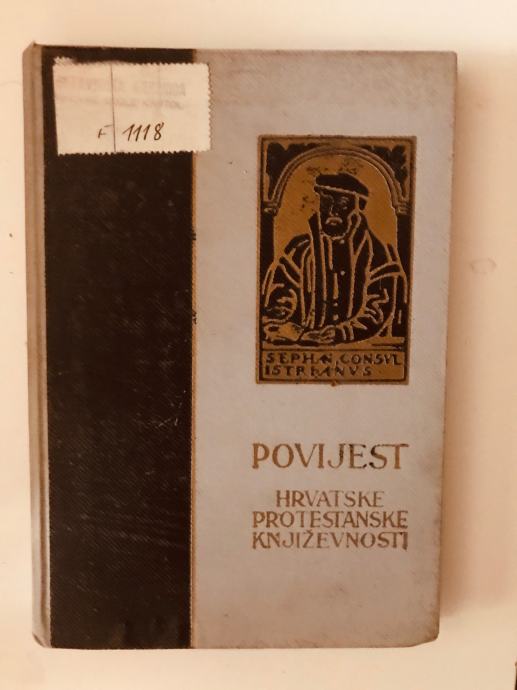 F 1118
SEPHAN, CONSVL
ISTRIANVS
POVIJEST
HRVATSKE
PROTESTANSKE
KNJIŽEVNOSTI